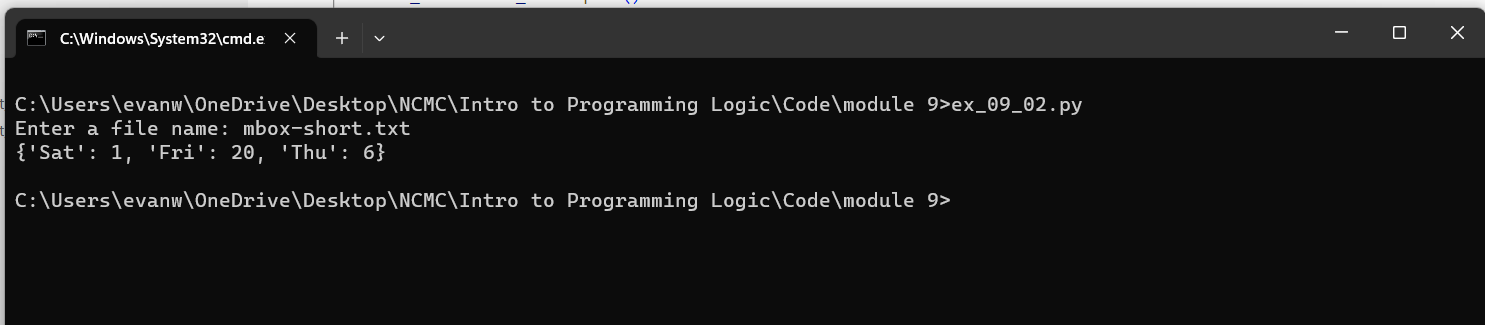 C:\Windows\System32\cmd.e
C:\Users\evanw\OneDrive\Desktop\NCMC\Intro to Programming Logic\Code\module 9>ex_09_02.py
Enter a file name: mbox-short.txt
{'Sat': 1, 'Fri': 20, 'Thu': 6}
C:\Users\evanw\OneDrive\Desktop\NCMC\Intro to Programming Logic\Code\module 9>